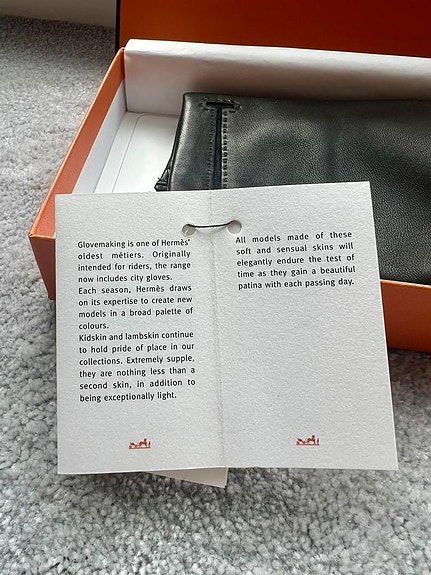 Glovemaking is one of Hermès'
oldest métiers. Originally
intended for riders, the range
now includes city gloves.
Each season, Hermès draws
on its expertise to create new
models in a broad palette of
colours.
Kidskin and lambskin continue
to hold pride of place in our
collections. Extremely supple,
they are nothing less than a
second skin, in addition to
being exceptionally light.
All models made of these
soft and sensual skins will
elegantly endure the test of
time as they gain a beautiful
patina with each passing day.